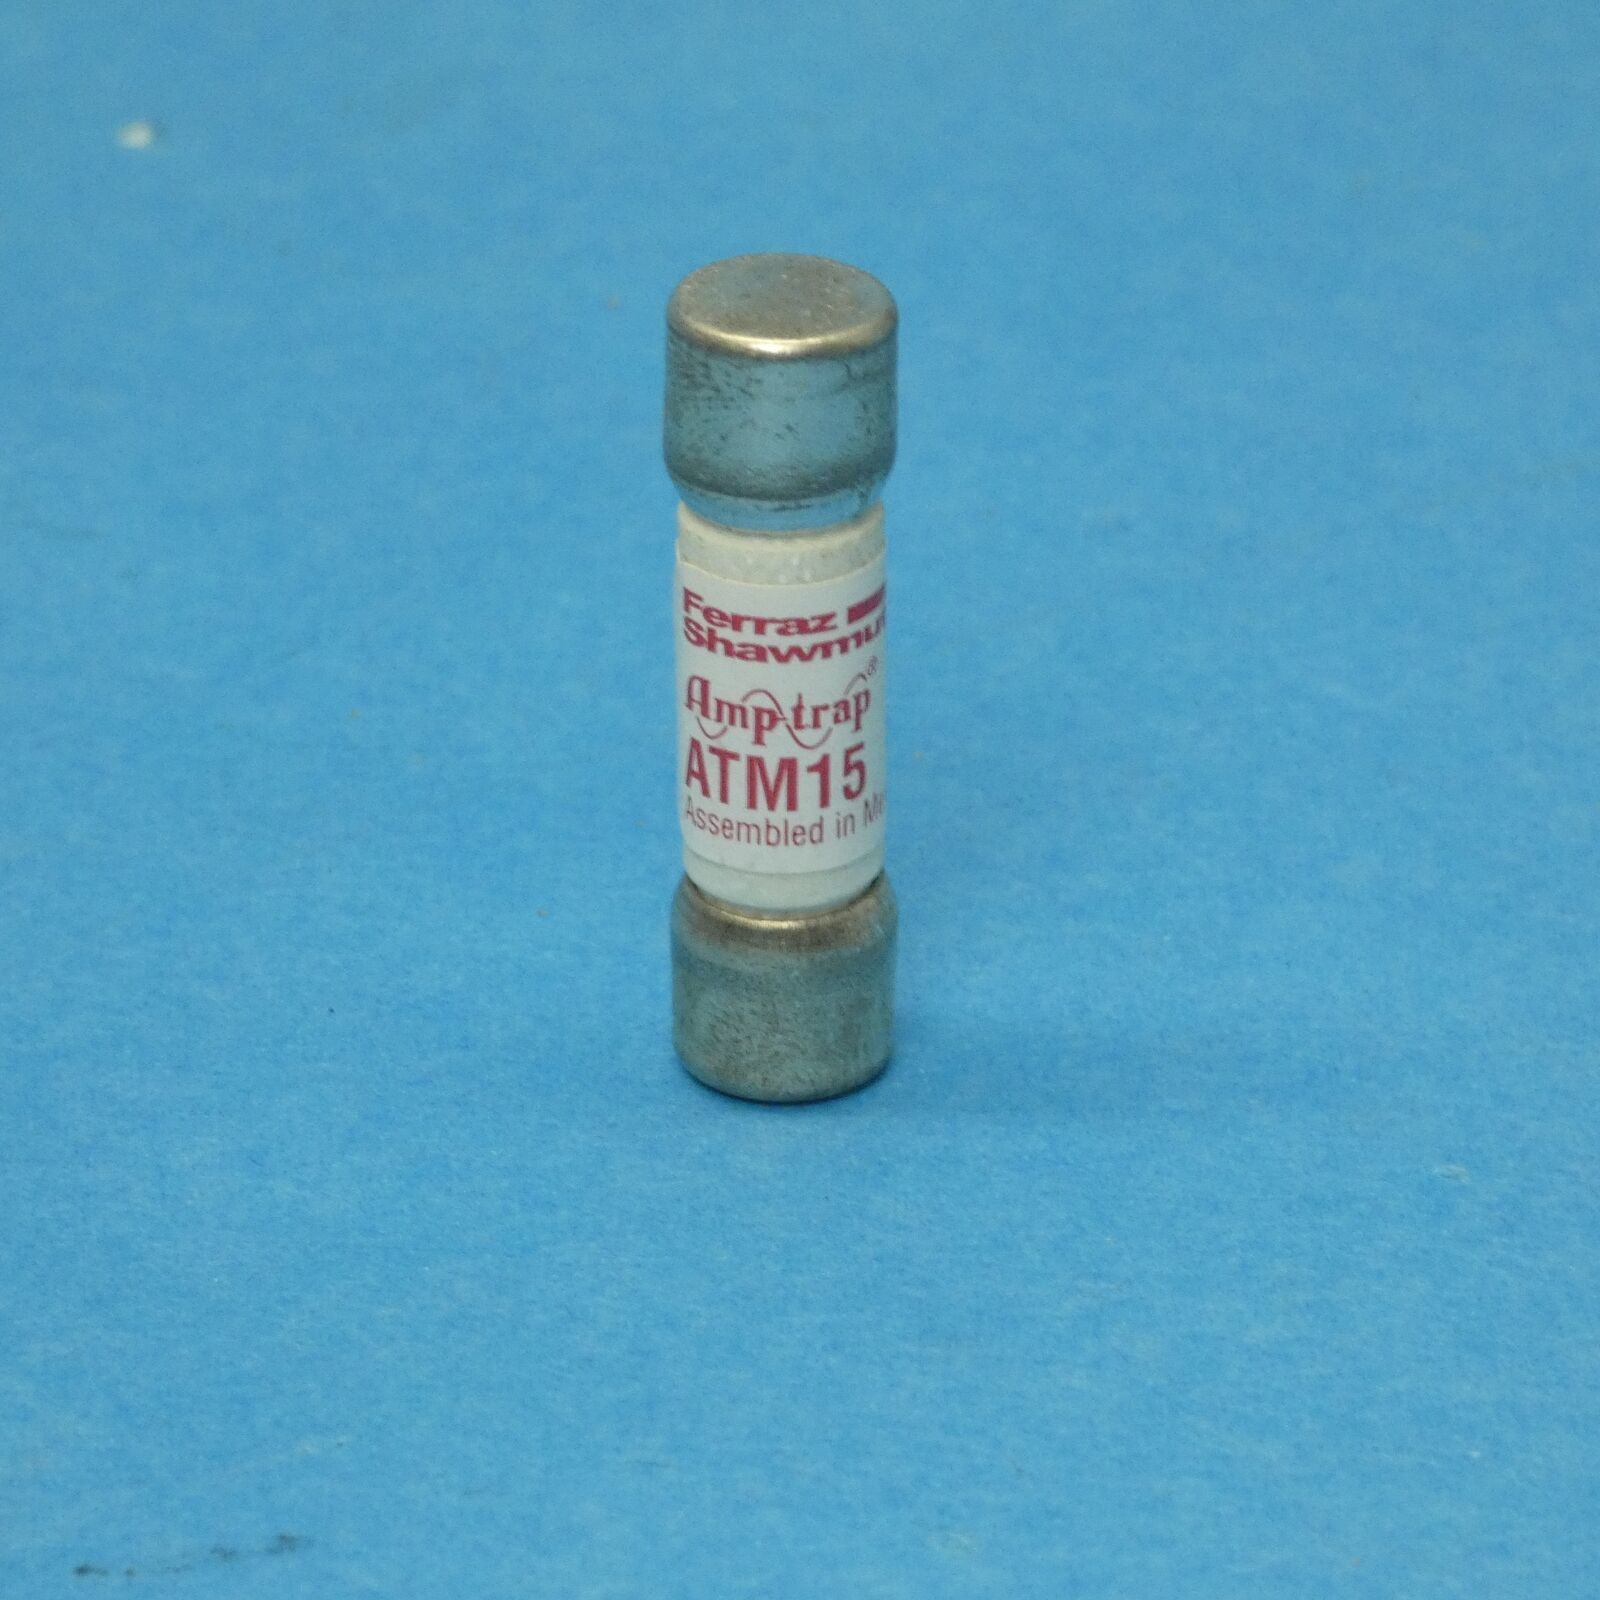 Ferraz
Shawmu
Amp-trap®
ATM15
Assembled in